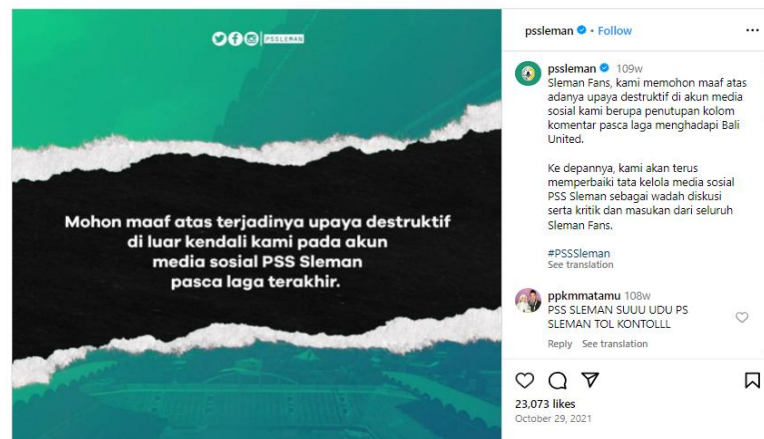 PSSLEMAN
Mohon maaf atas terjadinya upaya destruktif
di luar kendali kami pada akun
media sosial PSS Sleman
pasca laga terakhir.
pssleman • Follow
pssleman 109w
Sleman Fans, kami memohon maaf atas
adanya upaya destruktif di akun media
sosial kami berupa penutupan kolom
komentar pasca laga menghadapi Bali
United.
Ke depannya, kami akan terus
memperbaiki tata kelola media sosial
PSS Sleman sebagai wadah diskusi
serta kritik dan masukan dari seluruh
Sleman Fans.
#PSSSleman
See translation
ppkmmatamu 108w
PSS SLEMAN SUUU UDU PS
SLEMAN TOL KONTOLLL
Reply See translation
23,073 likes
October 29, 2021